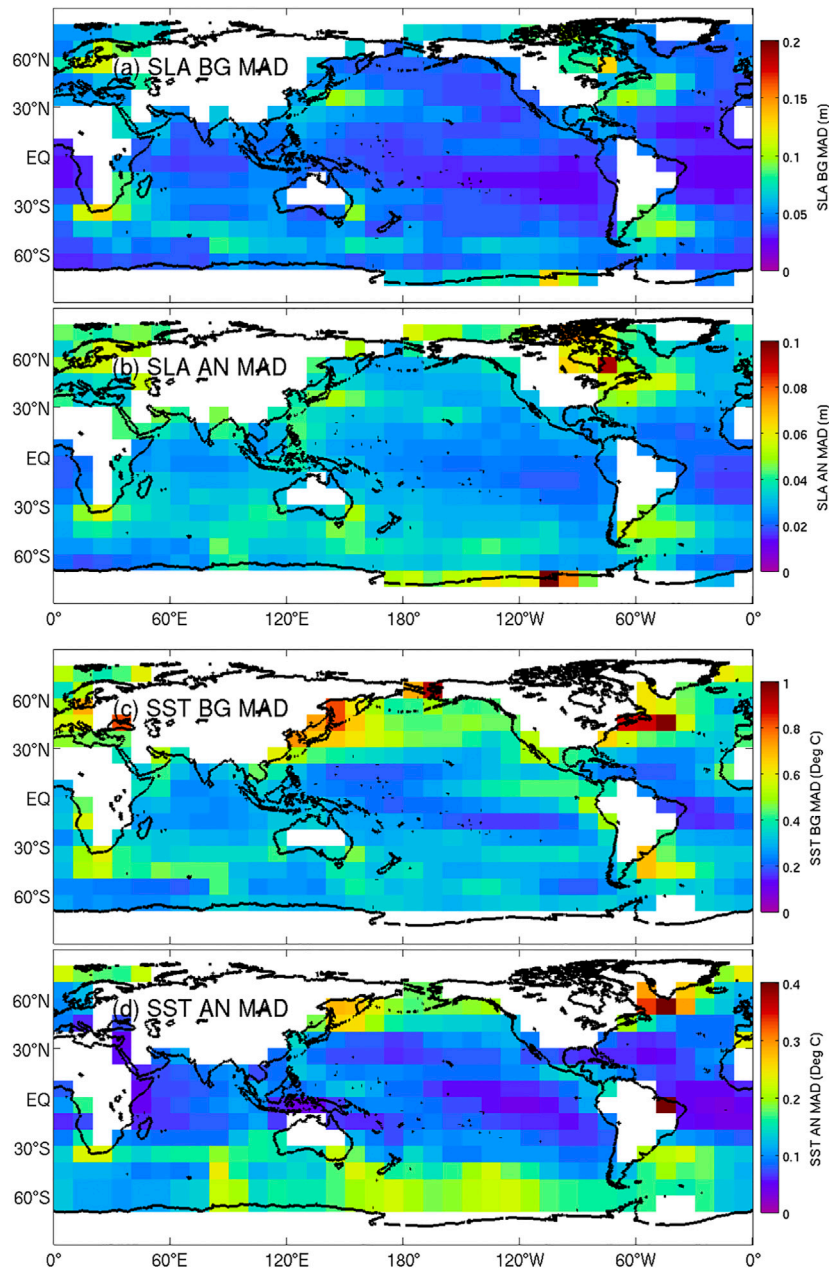 60°N
30°N
EQ
30°S
60°S
(a) SLA BG MAD
0.2
0.15
0.1
0.05
0
SLA BG MAD (m)
60°N
30°N
EQ
30°S
60°S
(b) SLA AN MAD
0.1
0.08
0.06
0.04
0.02
0
SLA AN MAD (m)
0° 60°E 120°E 180° 120°W 60°W 0°
60°N
30°N
EQ
30°S
60°S
(c) SST BG MAD
1
0.8
0.6
0.4
0.2
0
SST BG MAD (Deg C)
60°N
30°N
EQ
30°S
60°S
(d) SST AN MAD
0.4
0.3
0.2
0.1
0
SST AN MAD (Deg C)
0° 60°E 120°E 180° 120°W 60°W 0°